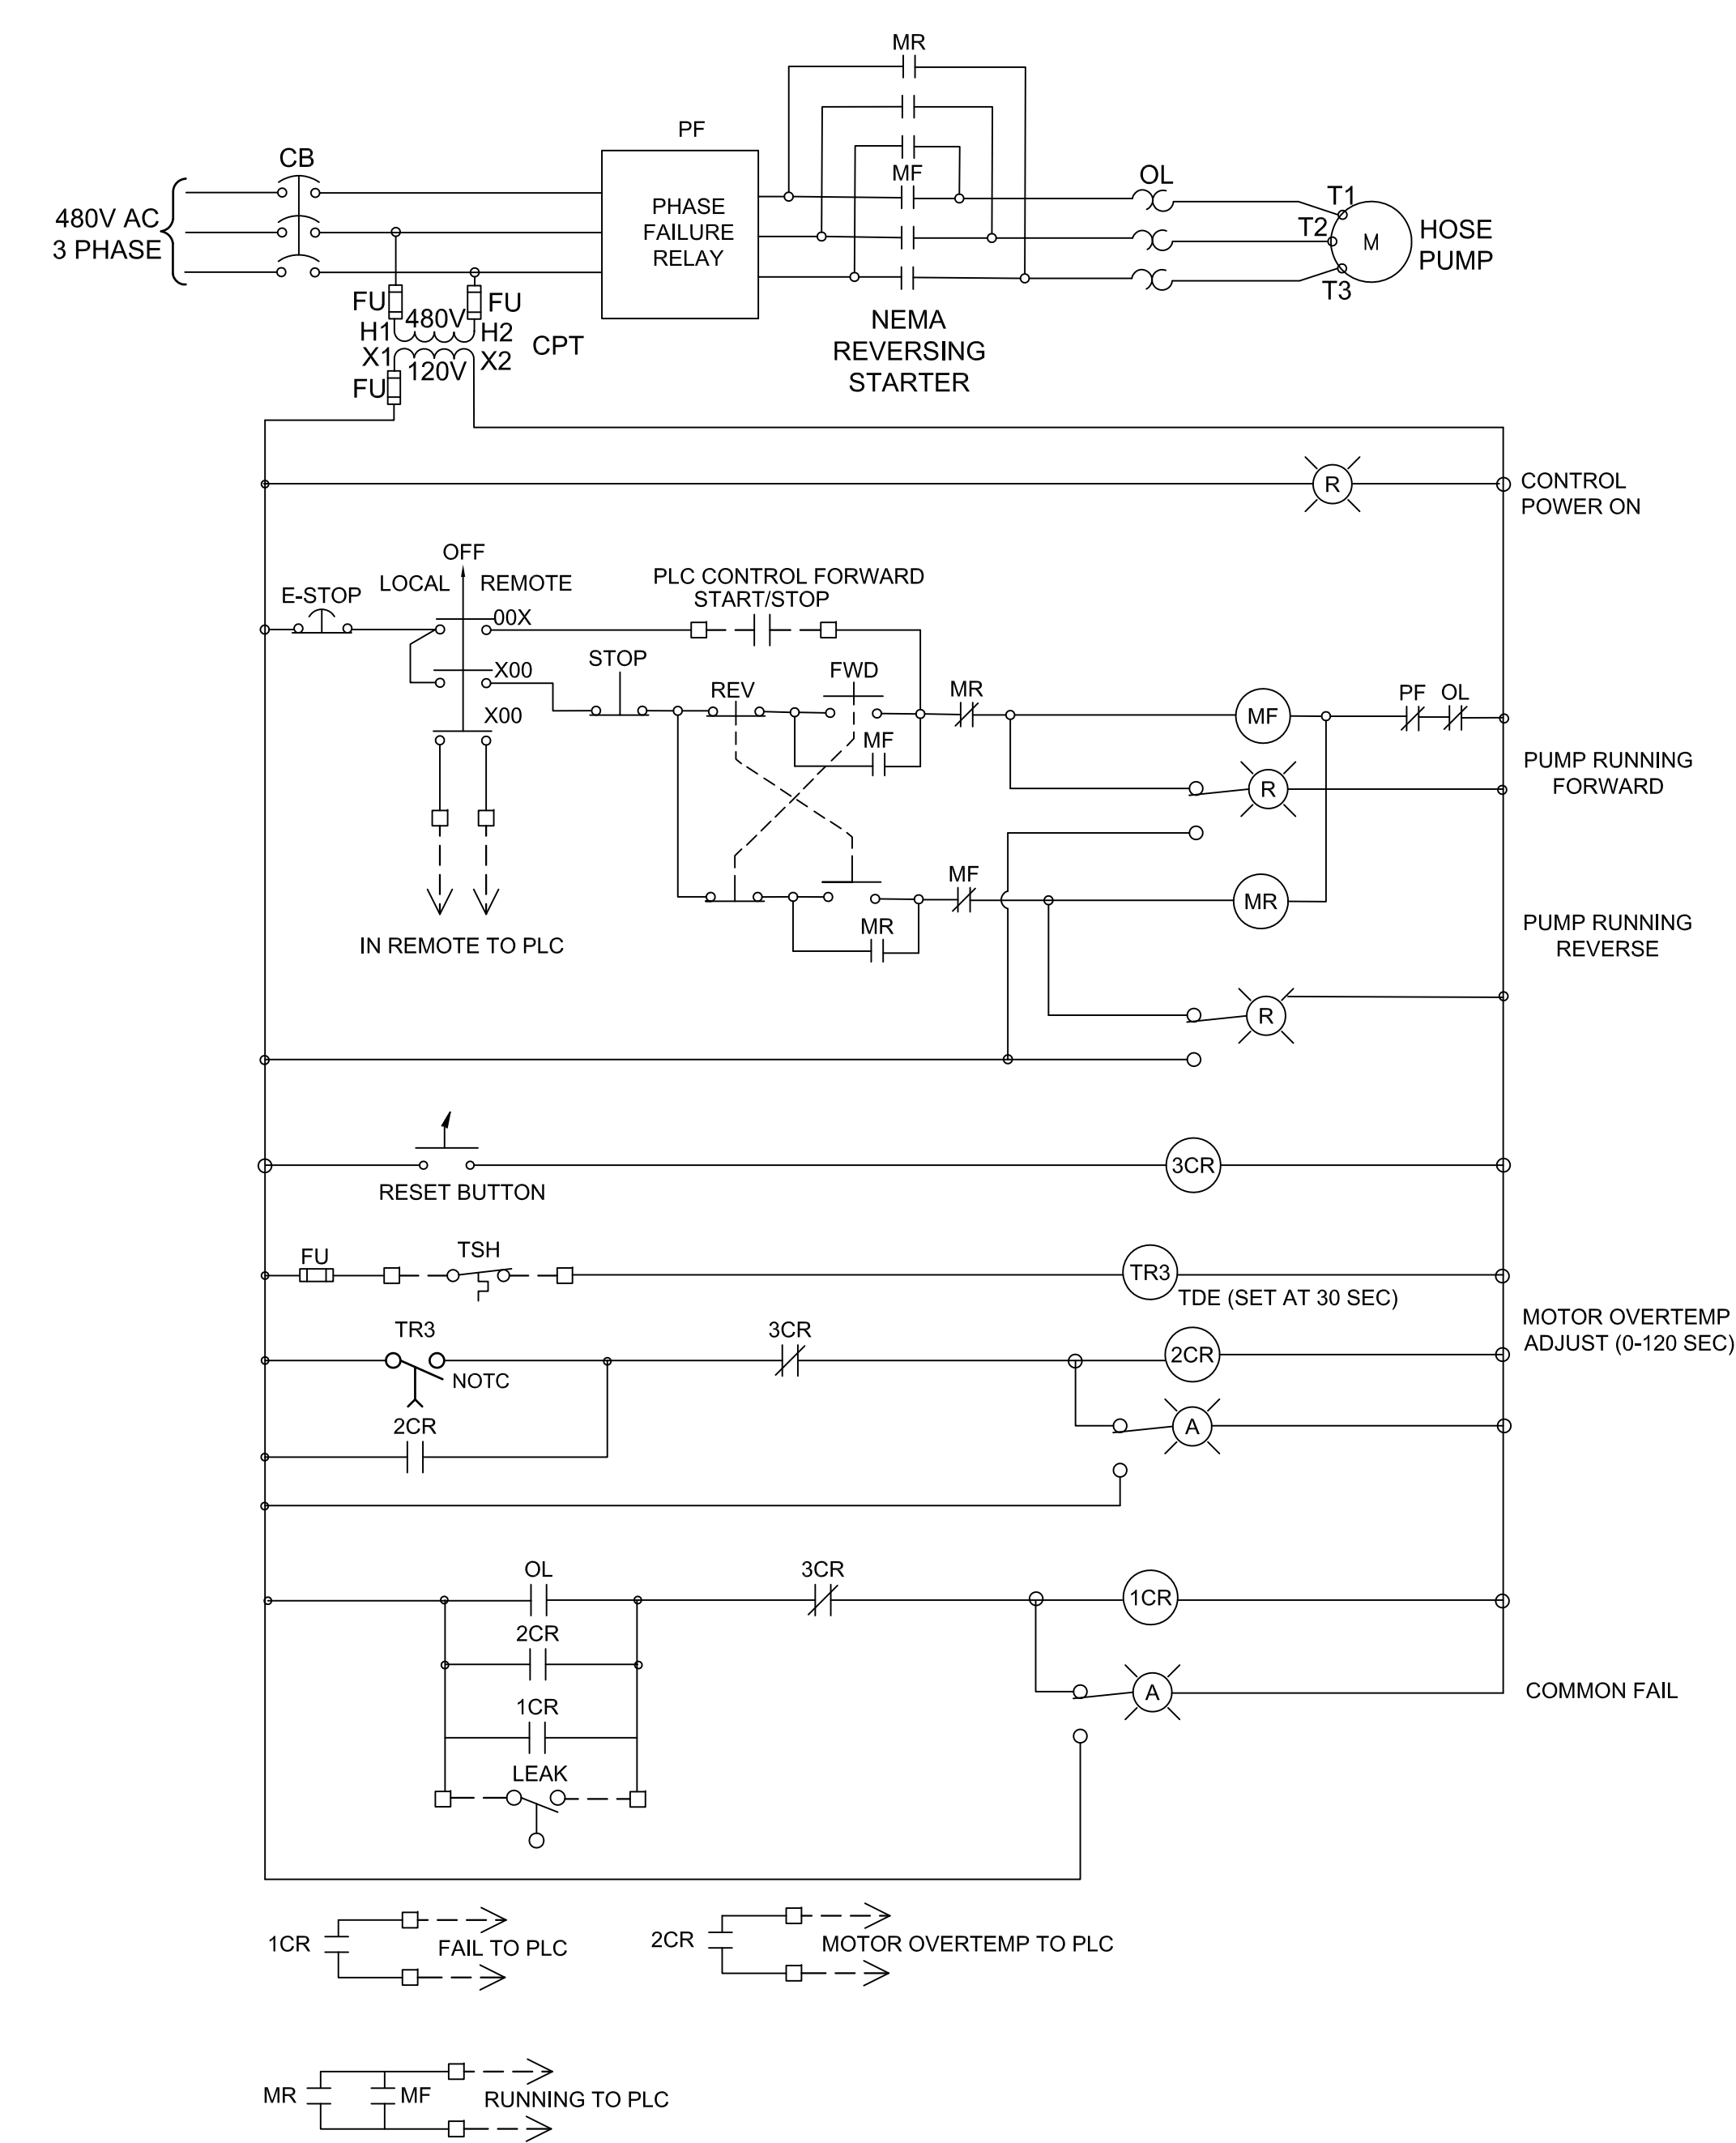 MR
PF
CB
480V AC
3 PHASE
PHASE
FAILURE
RELAY
MF
OL
T1
T2
T3
M
HOSE
PUMP
FU
FU
480V
H1
H2
X1
X2
120V
FU
CPT
NEMA
REVERSING
STARTER
R
CONTROL
POWER ON
OFF
LOCAL
REMOTE
E-STOP
00X
PLC CONTROL FORWARD
START/STOP
X00
STOP
REV
FWD
MR
MF
PF
OL
X00
MF
R
PUMP RUNNING
FORWARD
IN REMOTE TO PLC
MF
MR
MR
PUMP RUNNING
REVERSE
R
RESET BUTTON
3CR
FU
TSH
TR3
TDE (SET AT 30 SEC)
MOTOR OVERTEMP
ADJUST (0-120 SEC)
TR3
NOTC
3CR
2CR
2CR
A
OL
3CR
1CR
2CR
1CR
A
COMMON FAIL
LEAK
1CR
FAIL TO PLC
2CR
MOTOR OVERTEMP TO PLC
MR
MF
RUNNING TO PLC